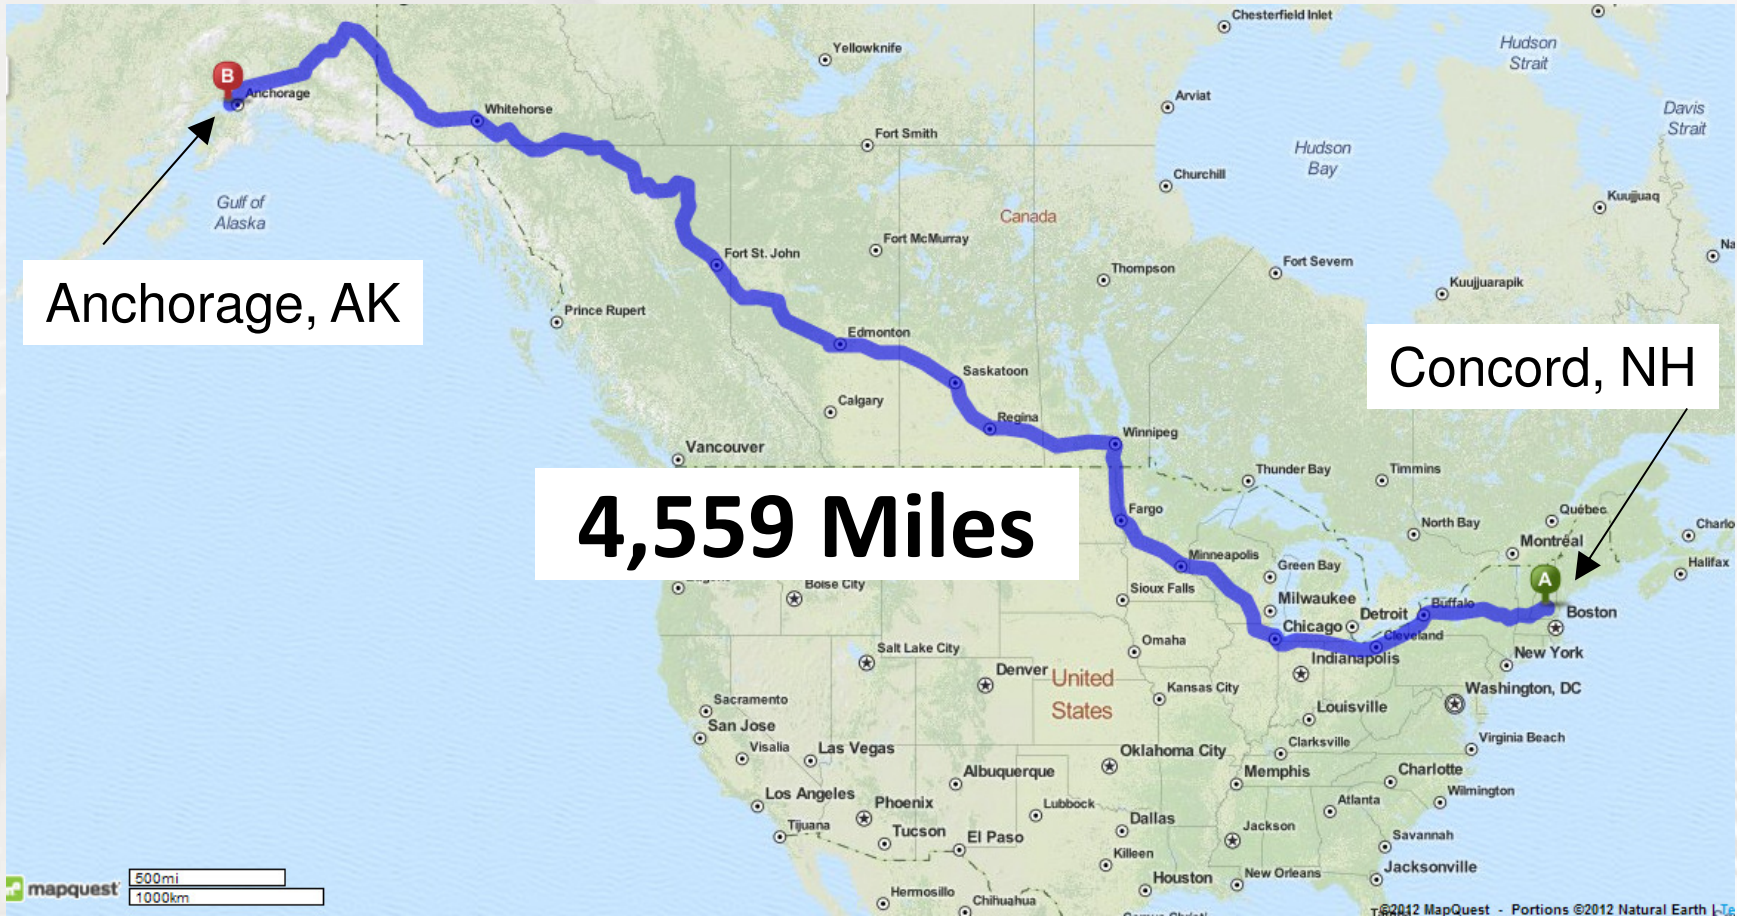 Chesterfield Inlet
Yellowknife
Hudson
Strait
B
Anchorage
Whitehorse
Arviat
Davis
Strait
Fort Smith
Hudson
Bay
Churchill
Kuujjuaq
Gulf of
Alaska
Canada
Fort McMurray
Na
Fort St. John
Thompson
Fort Severn
Kuujjuarapik
Anchorage, AK
Prince Rupert
Edmonton
Concord, NH
Saskatoon
Calgary
Regina
Winnipeg
Vancouver
Thunder Bay
Timmins
4,559 Miles
Fargo
Québec
North Bay
Charlo
Montréal
Minneapolis
Green Bay
Halifax
Boise City
Sioux Falls
A
Milwaukee
Buffalo
Detroit
Boston
Chicago
Cleveland
Omaha
Salt Lake City
Indianapolis
New York
Denver
United
States
Kansas City
Washington, DC
Sacramento
Louisville
San Jose
Visalia
Las Vegas
Oklahoma City
Clarksville
Virginia Beach
Albuquerque
Memphis
Charlotte
Los Angeles
Phoenix
Lubbock
Atlanta
Wilmington
Tijuana
Tucson
El Paso
Dallas
Jackson
Savannah
Killeen
Jacksonville
500mi
mapquest
1000km
Hermosillo
Chihuahua
Houston
New Orleans
©2012 MapQuest - Portions ©2012 Natural Earth | Te